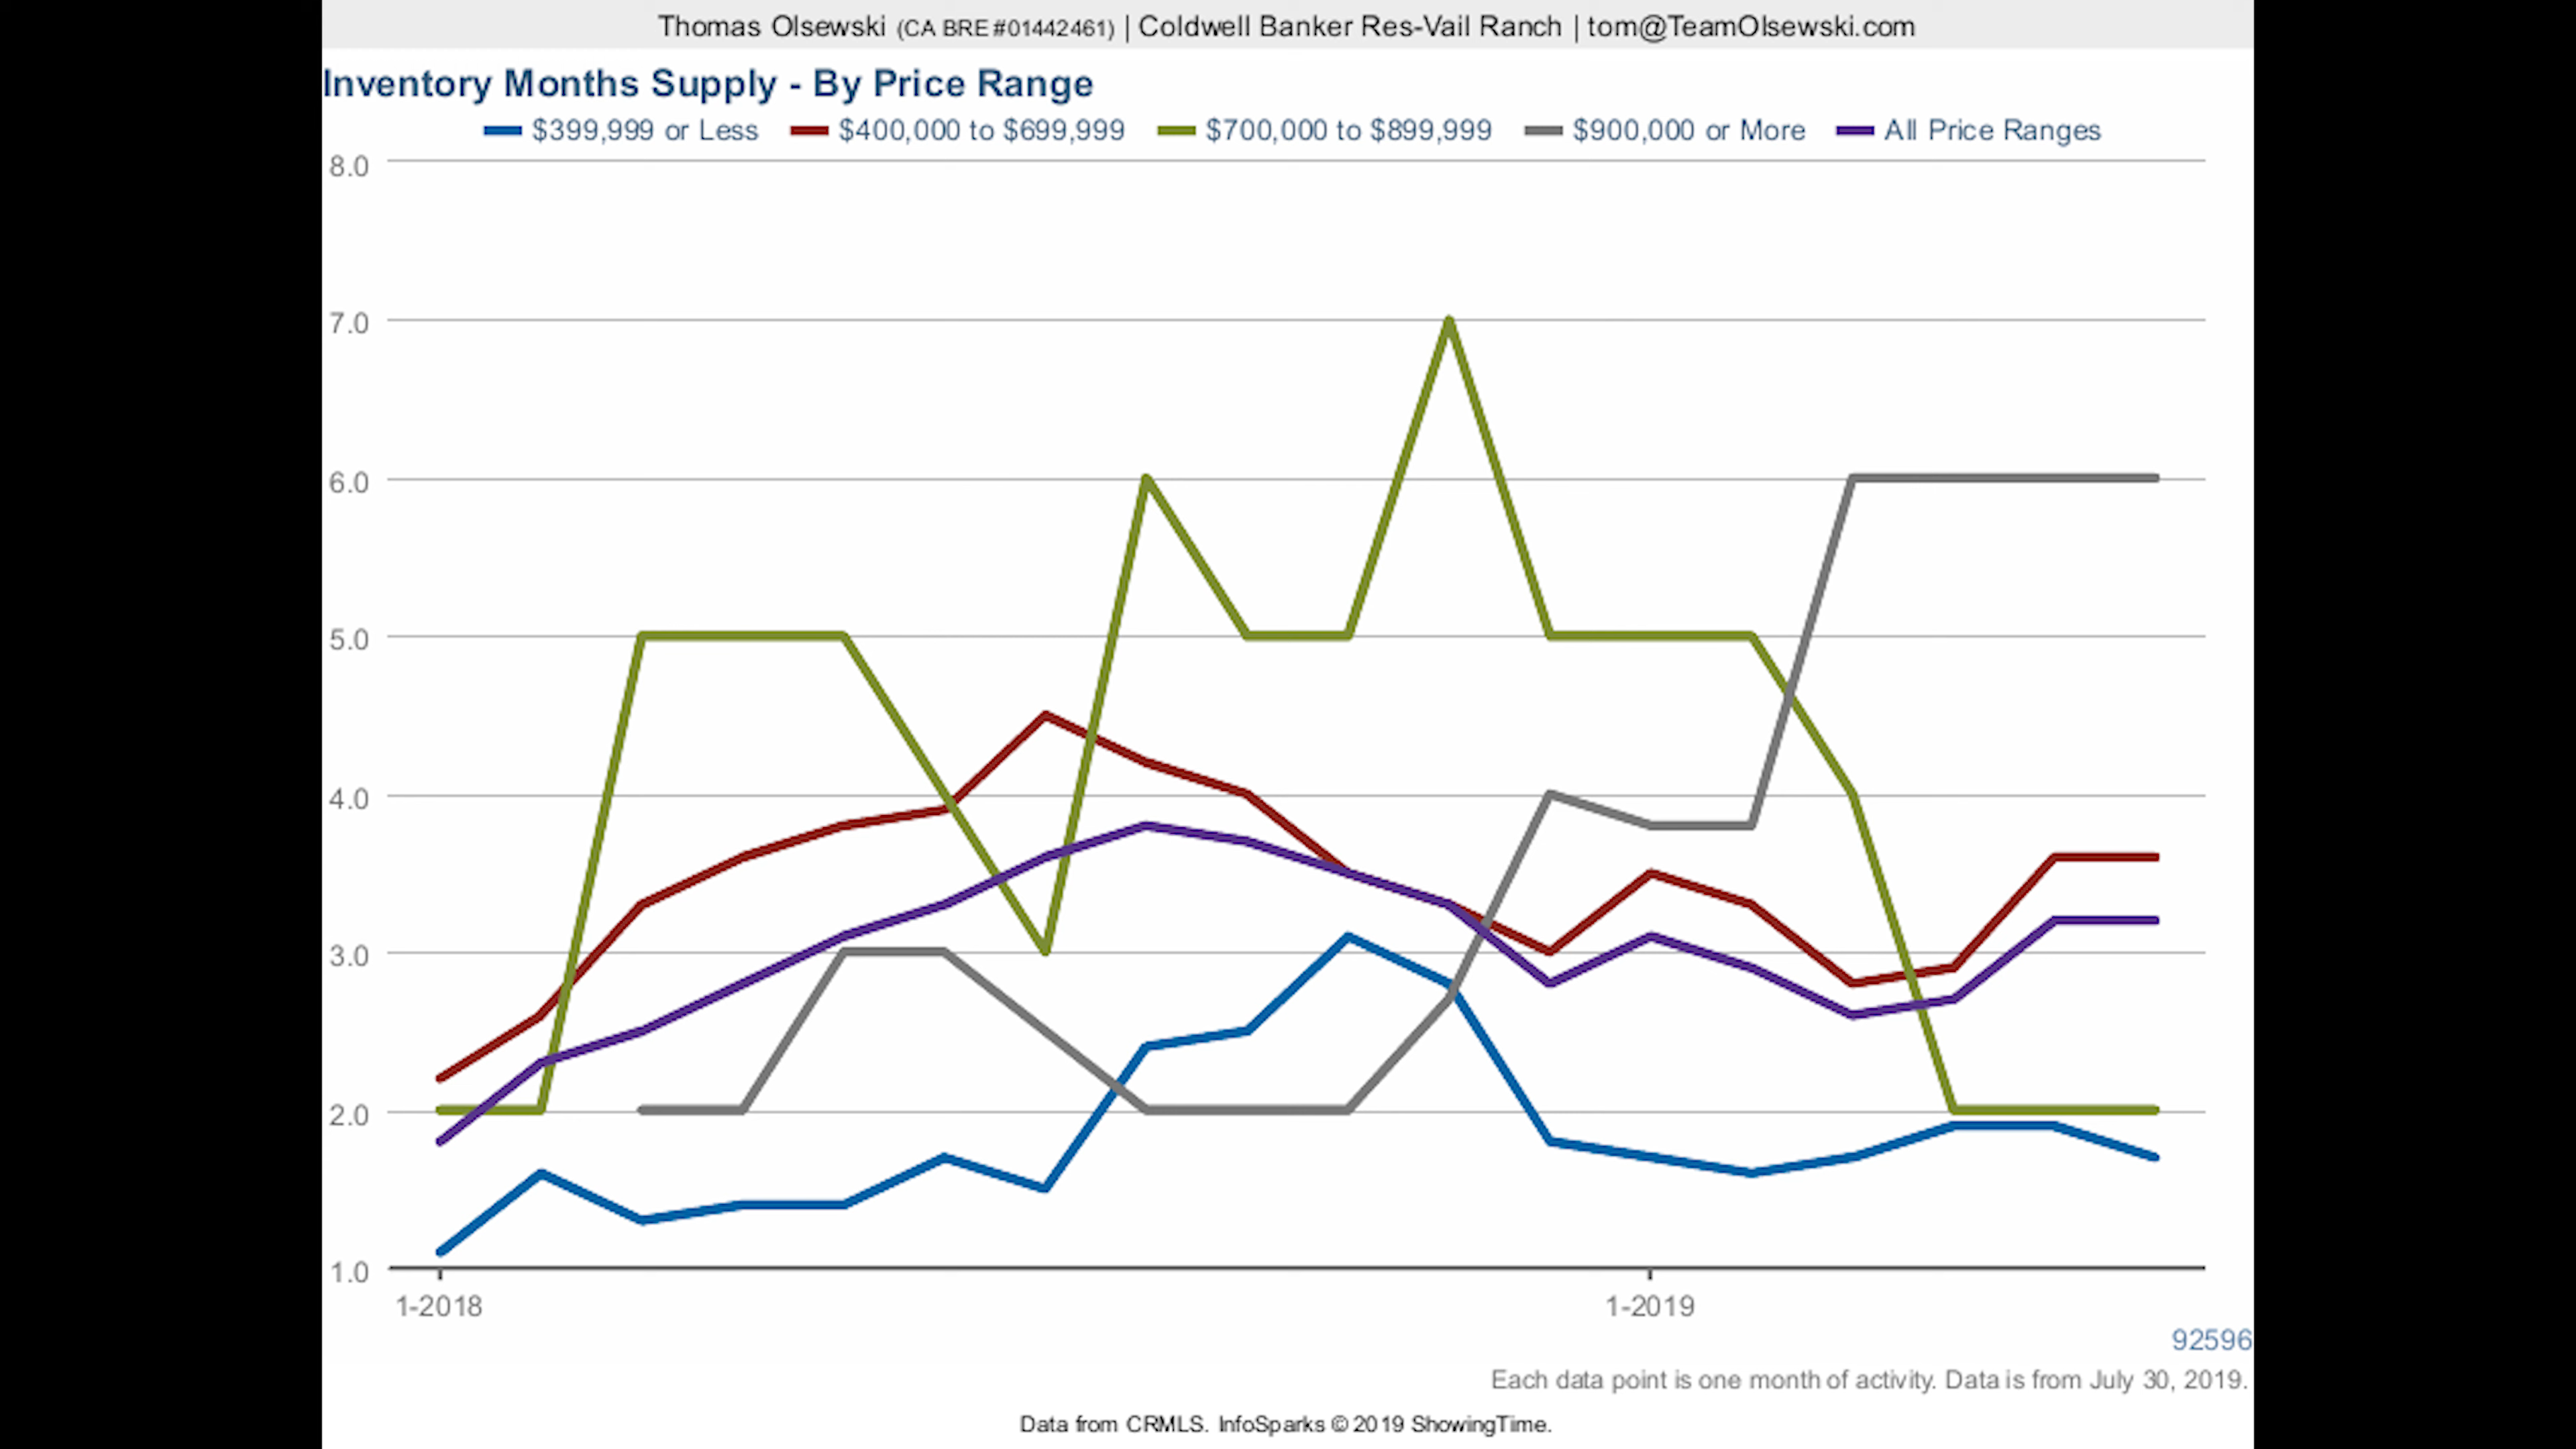 Thomas Olsewski (CA BRE #01442461) | Coldwell Banker Res-Vail Ranch | tom@TeamOlsewski.com
Inventory Months Supply - By Price Range
$399,999 or Less $400,000 to $699,999 $700,000 to $899,999 $900,000 or More All Price Ranges
8.0
7.0
6.0
5.0
4.0
3.0
2.0
1.0
1-2018 1-2019
92596
Each data point is one month of activity. Data is from July 30, 2019.
Data from CRMLS. InfoSparks © 2019 ShowingTime.